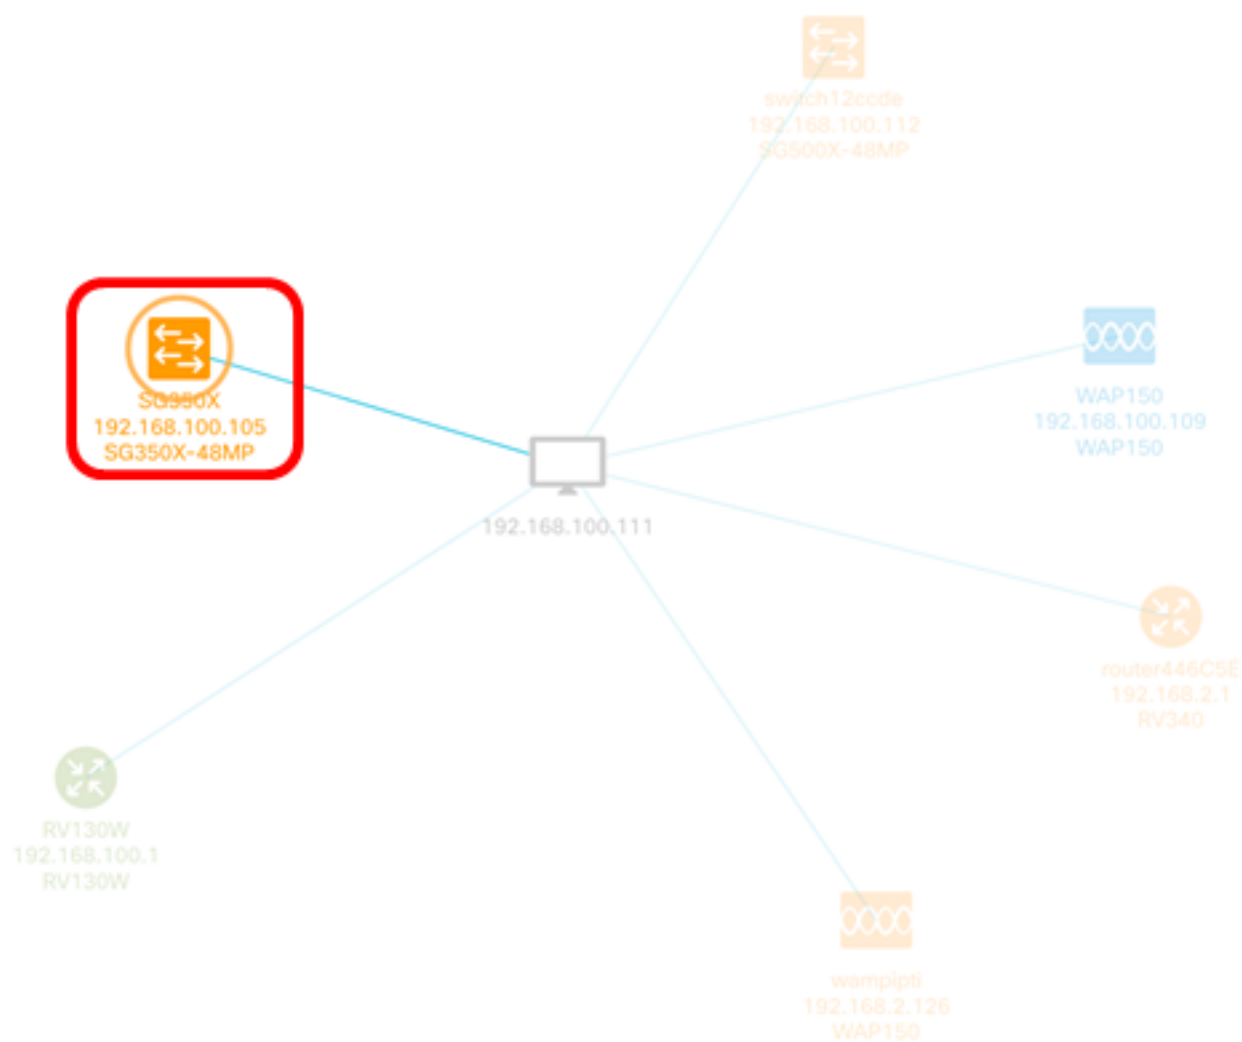 switch12ccde
192.168.100.112
SG500X-48MP
SG350X
192.168.100.105
SG350X-48MP
WAP150
192.168.100.109
WAP150
192.168.100.111
router446C5E
192.168.2.1
RV340
RV130W
192.168.100.1
RV130W
wampipti
192.168.2.126
WAP150